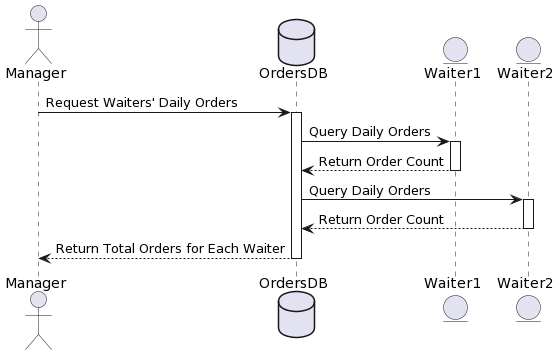 Manager
OrdersDB
Waiter1
Waiter2
Request Waiters' Daily Orders
Query Daily Orders
Return Order Count
Query Daily Orders
Return Order Count
Return Total Orders for Each Waiter
Manager
OrdersDB
Waiter1
Waiter2